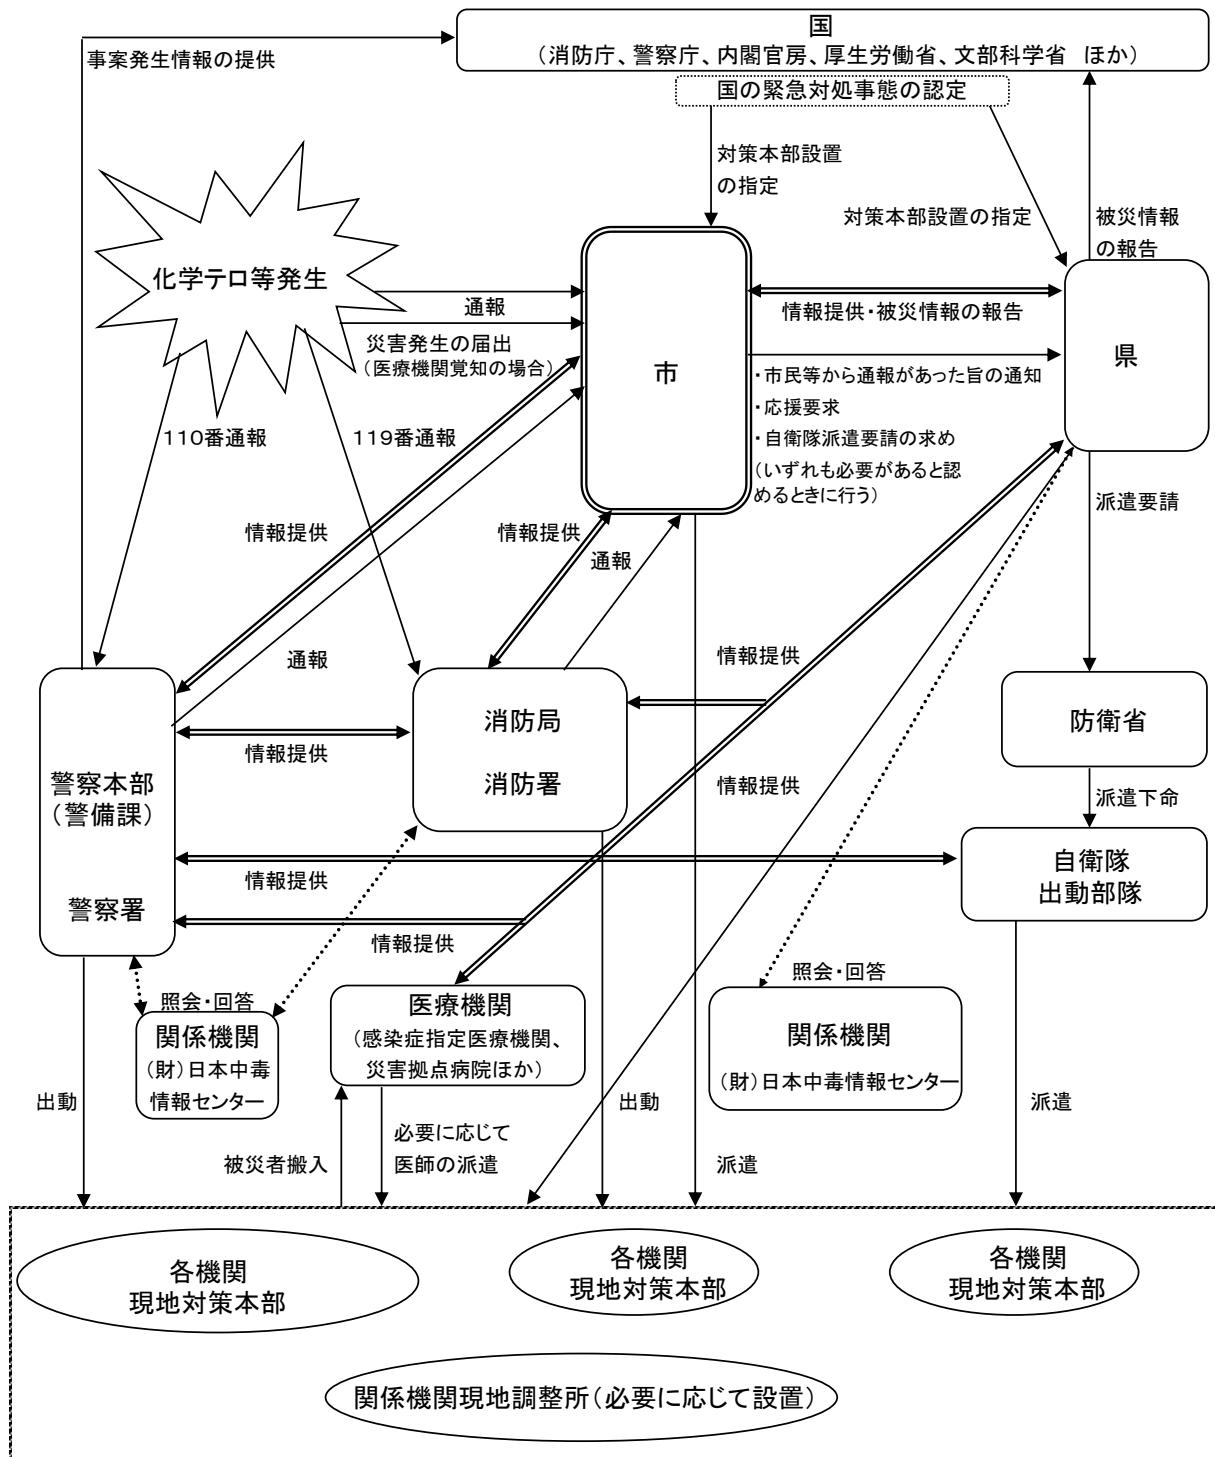 国
（消防庁、警察庁、内閣官房、厚生労働省、文部科学省　ほか）
事案発生情報の提供
国の緊急対処事態の認定
対策本部設置
の指定
対策本部設置の指定
被災情報
の報告
化学テロ等発生
通報
災害発生の届出
（医療機関覚知の場合）
市
情報提供・被災情報の報告
県
・市民等から通報があった旨の通知
・応援要求
・自衛隊派遣要請の求め
（いずれも必要があると認
めるときに行う）
110番通報
119番通報
情報提供
情報提供
通報
派遣要請
通報
情報提供
消防局
消防署
防衛省
情報提供
警察本部
（警備課）
警察署
情報提供
派遣下命
自衛隊
出動部隊
情報提供
情報提供
照会・回答
関係機関
（財）日本中毒
情報センター
医療機関
（感染症指定医療機関、
災害拠点病院ほか）
照会・回答
関係機関
（財）日本中毒情報センター
出動
被災者搬入
必要に応じて
医師の派遣
出動
派遣
派遣
各機関
現地対策本部
各機関
現地対策本部
各機関
現地対策本部
関係機関現地調整所（必要に応じて設置）